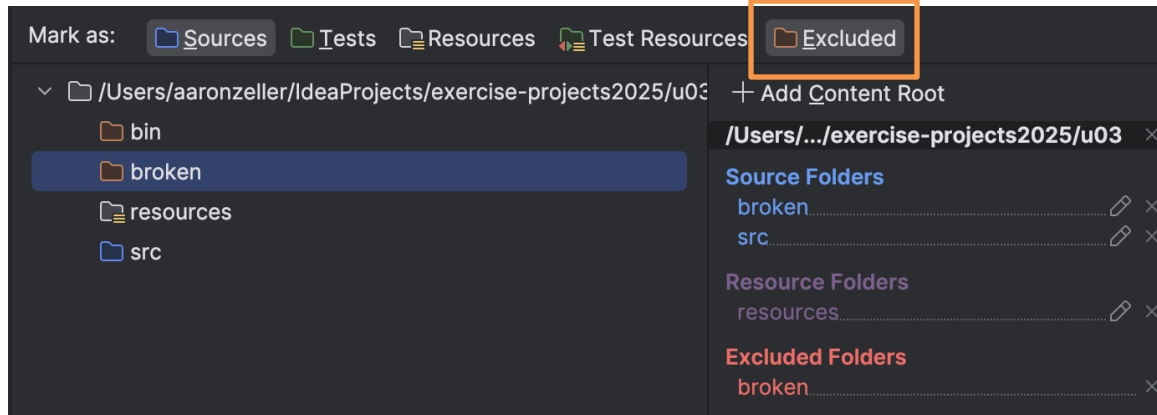 Mark as: Sources Tests Resources Test Resources Excluded
/Users/aaronzeller/IdeaProjects/exercise-projects2025/u03
bin
broken
resources
src
+ Add Content Root
/Users/.../exercise-projects2025/u03
Source Folders
broken
src
Resource Folders
resources
Excluded Folders
broken